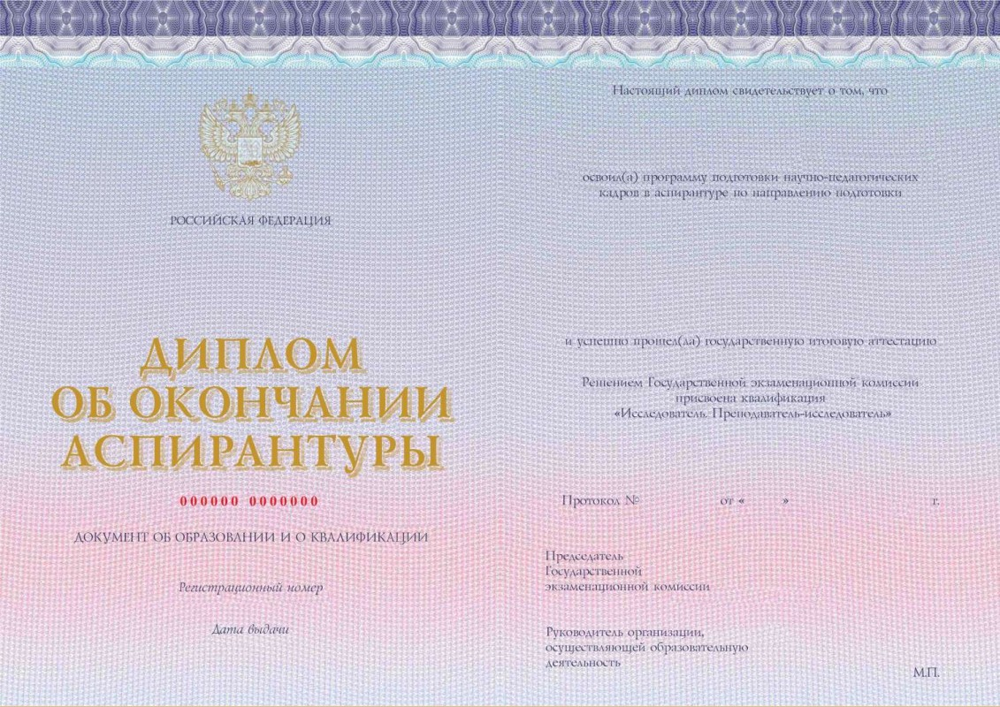 РОССИЙСКАЯ ФЕДЕРАЦИЯ
ДИПЛОМ
ОБ ОКОНЧАНИИ
АСПИРАНТУРЫ
000000 0000000
ДОКУМЕНТ ОБ ОБРАЗОВАНИИ И О КВАЛИФИКАЦИИ
Регистрационный номер
Дата выдачи
Настоящий диплом свидетельствует о том, что
освоил(а) программу подготовки научно-педагогических
кадров в аспирантуре по направлению подготовки
и успешно прошел(ла) государственную итоговую аттестацию
Решением Государственной экзаменационной комиссии
присвоена квалификация
«Исследователь. Преподаватель-исследователь»
Протокол № от « » г.
Председатель
Государственной
экзаменационной комиссии
Руководитель организации,
осуществляющей образовательную
деятельность
М.П.